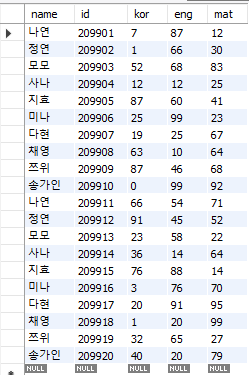 name id kor eng mat
나연 209901 7 87 12
정연 209902 1 66 30
모모 209903 52 68 83
사나 209904 12 12 25
지효 209905 87 60 41
미나 209906 25 99 23
다현 209907 19 25 67
채영 209908 63 10 64
쯔위 209909 87 46 68
송가인 209910 0 99 92
나연 209911 66 54 71
정연 209912 91 45 52
모모 209913 23 58 22
사나 209914 36 14 64
지효 209915 76 88 14
미나 209916 3 76 70
다현 209917 20 91 95
채영 209918 1 20 99
쯔위 209919 32 65 27
송가인 209920 40 20 79
NULL NULL NULL NULL NULL